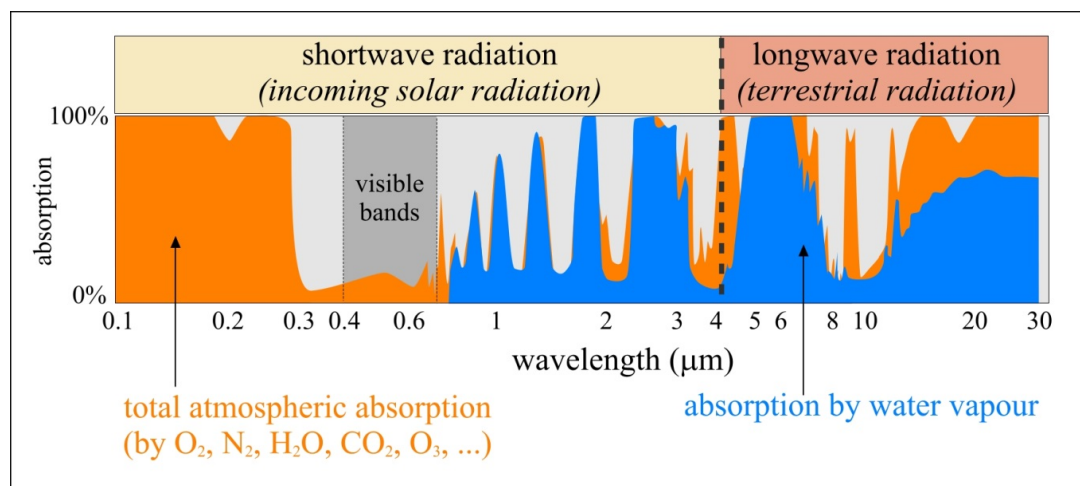 shortwave radiation
(incoming solar radiation)
longwave radiation
(terrestrial radiation)
100%
absorption
0%
visible
bands
0.1 0.2 0.3 0.4 0.6 1 2 3 4 5 6 8 10 20 30
wavelength (μm)
total atmospheric absorption
(by O₂, N₂, H₂O, CO₂, O₃, ...)
absorption by water vapour